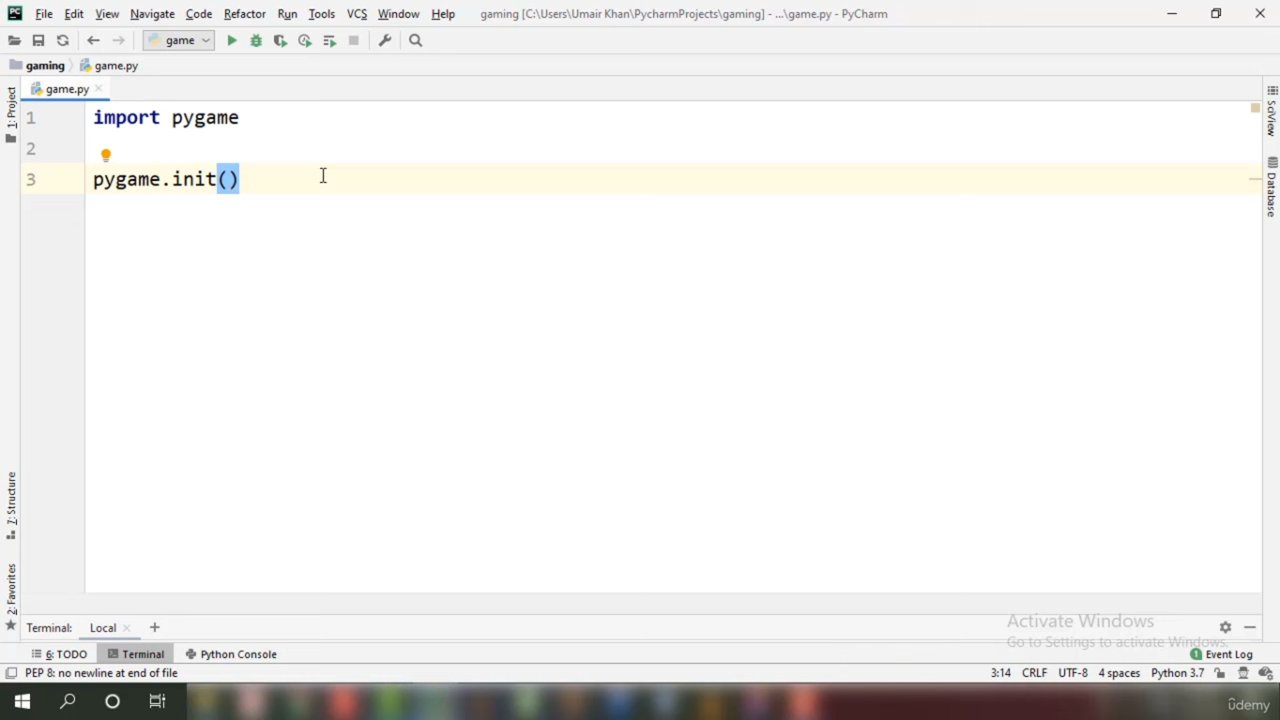 PC File Edit View Navigate Code Refactor Run Tools VCS Window Help gaming [C:\Users\Umair Khan\PycharmProjects\gaming] - ...\game.py - PyCharm
game
gaming game.py
1: Project
game.py
SciView
Database
1 import pygame
2
3 pygame.init()
7: Structure
2: Favorites
Activate Windows
Go to Settings to activate Windows.
Terminal: Local +
6: TODO Terminal Python Console 1 Event Log
PEP 8: no newline at end of file 3:14 CRLF UTF-8 4 spaces Python 3.7
ûdemy